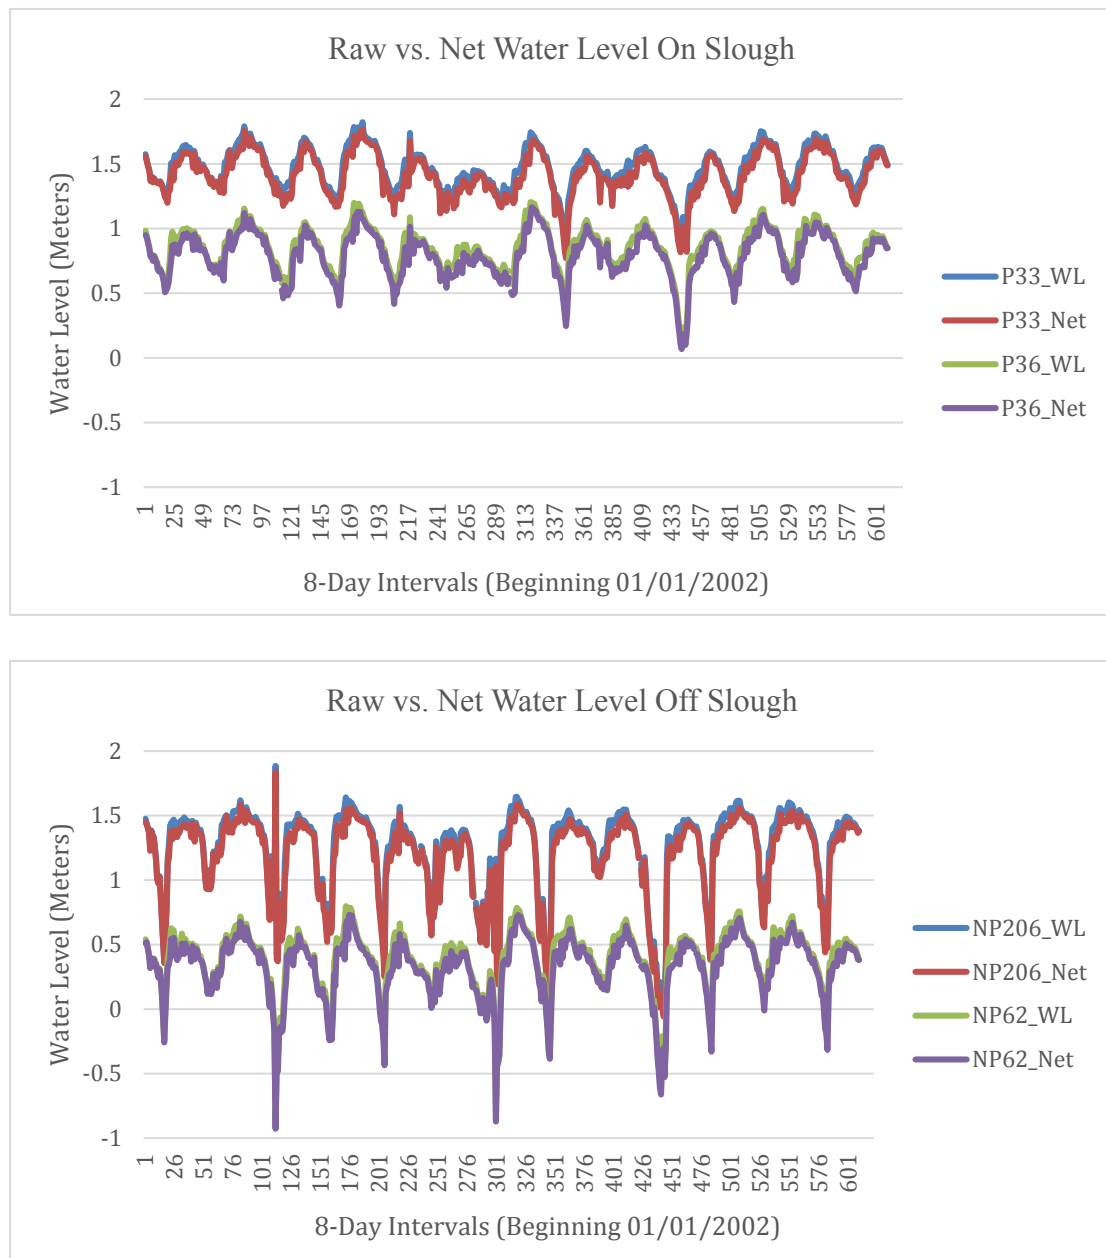 Raw vs. Net Water Level On Slough
2
1.5
1
0.5
0
-0.5
-1
Water Level (Meters)
1 25 49 73 97 121 145 169 193 217 241 265 289 313 337 361 385 409 433 457 481 505 529 553 577 601
8-Day Intervals (Beginning 01/01/2002)
P33_WL
P33_Net
P36_WL
P36_Net
Raw vs. Net Water Level Off Slough
2
1.5
1
0.5
0
-0.5
-1
Water Level (Meters)
1 26 51 76 101 126 151 176 201 226 251 276 301 326 351 376 401 426 451 476 501 526 551 576 601
8-Day Intervals (Beginning 01/01/2002)
NP206_WL
NP206_Net
NP62_WL
NP62_Net